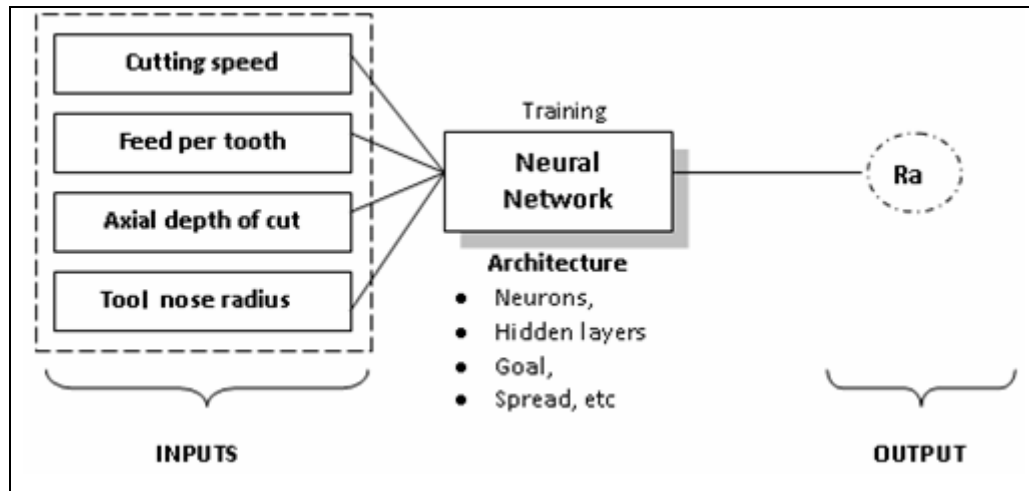 Cutting speed
Feed per tooth
Axial depth of cut
Tool nose radius
INPUTS
Training
Neural
Network
Architecture
● Neurons,
● Hidden layers
● Goal,
● Spread, etc
Ra
OUTPUT